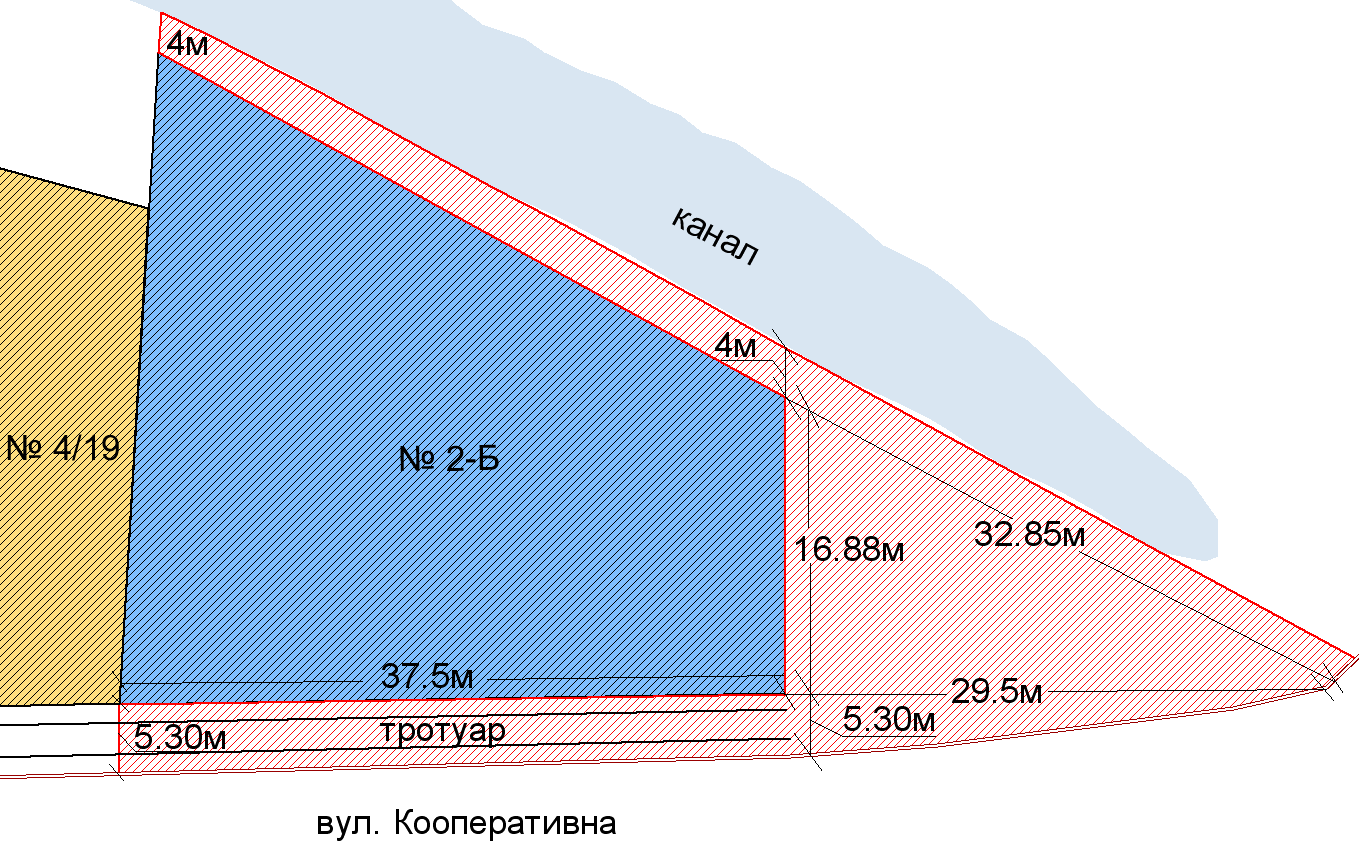 4м
канал
4м
№ 4/19
№ 2-Б
32.85м
16.88м
37.5м
29.5м
5.30м
тротуар
5.30м
вул. Кооперативна